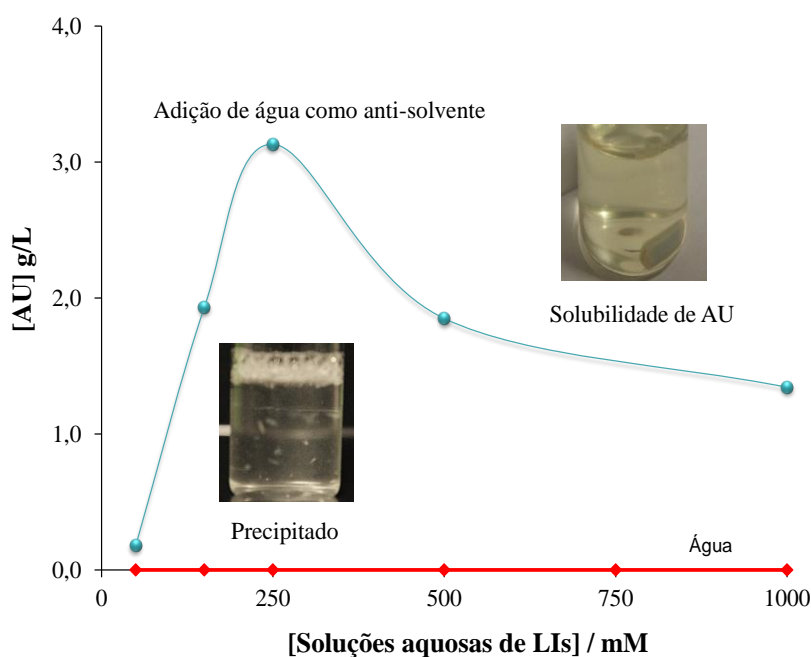 4,0
Adição de água como anti-solvente
3,0
[AU] g/L
2,0
Solubilidade de AU
1,0
Precipitado
Água
0,0
0
250
500
750
1000
[Soluções aquosas de LIs] / mM